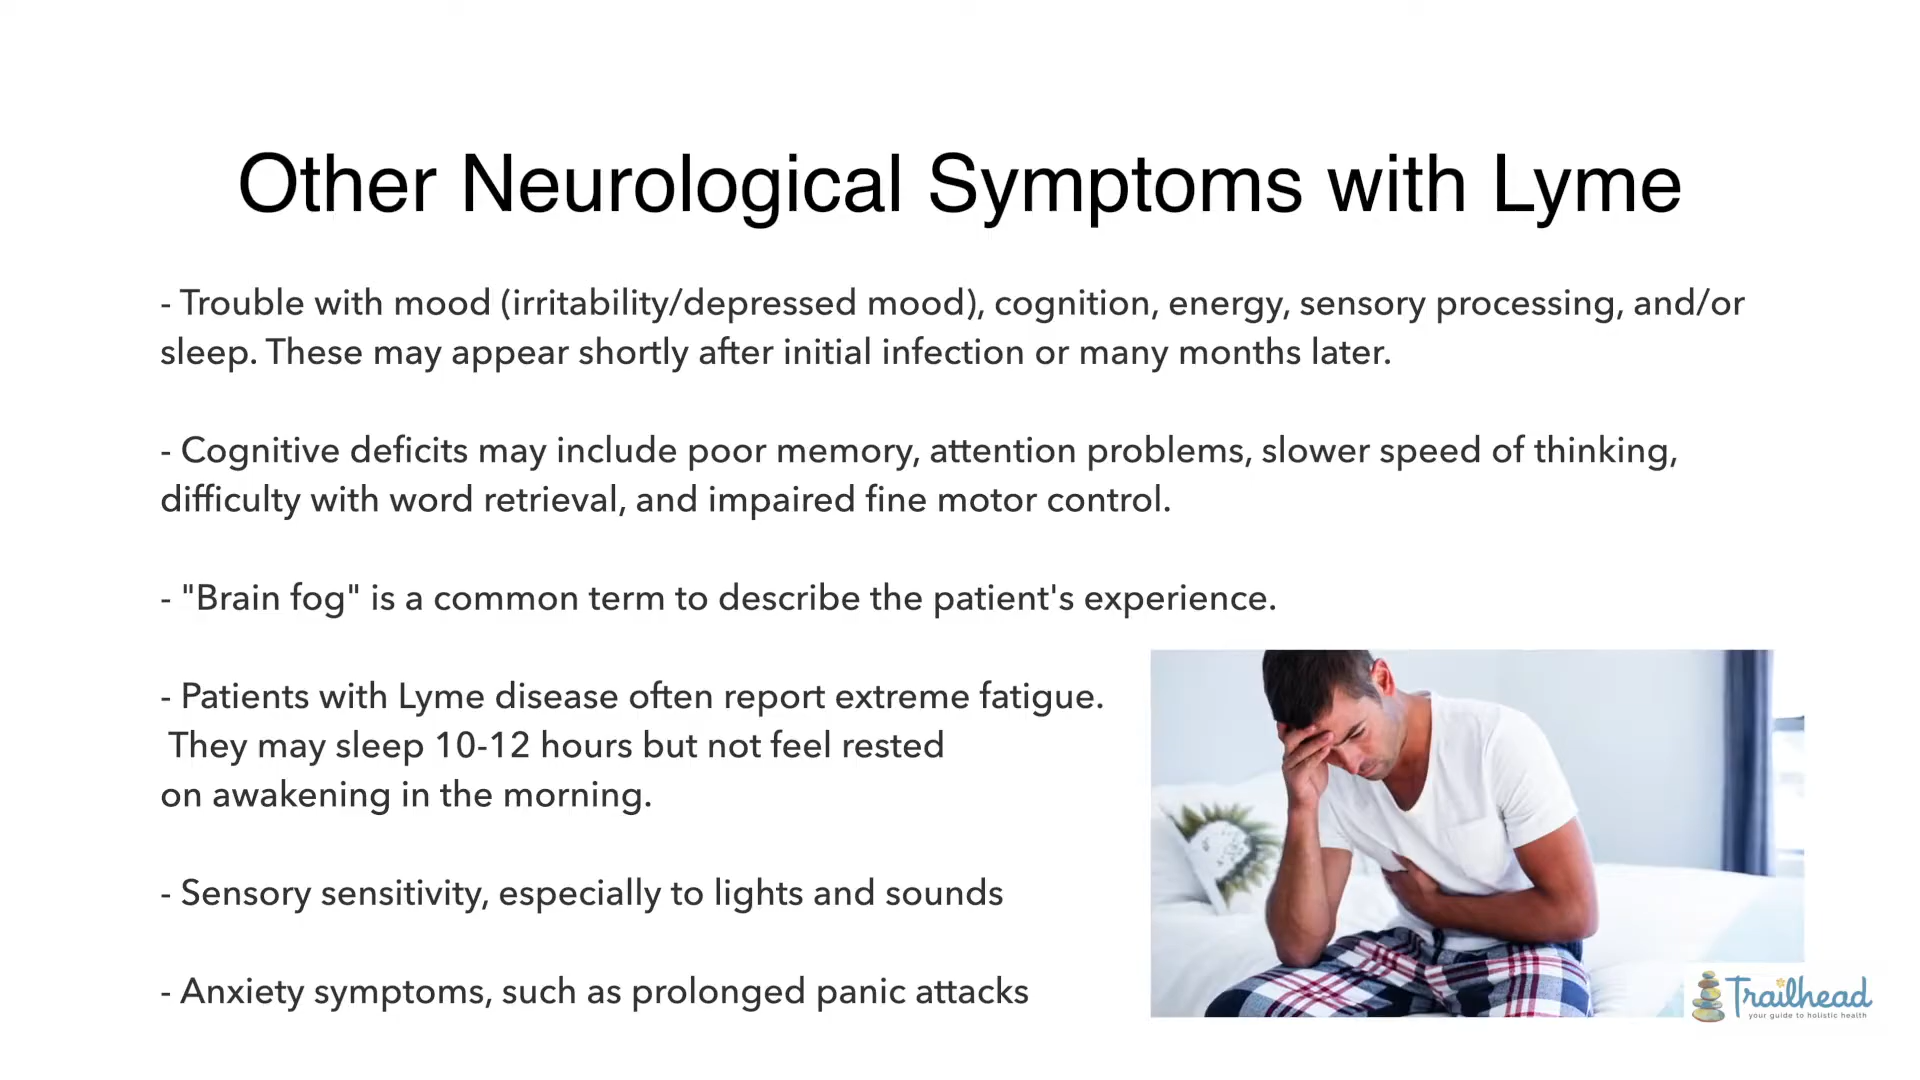 Other Neurological Symptoms with Lyme
- Trouble with mood (irritability/depressed mood), cognition, energy, sensory processing, and/or
sleep. These may appear shortly after initial infection or many months later.
- Cognitive deficits may include poor memory, attention problems, slower speed of thinking,
difficulty with word retrieval, and impaired fine motor control.
- "Brain fog" is a common term to describe the patient's experience.
- Patients with Lyme disease often report extreme fatigue.
They may sleep 10-12 hours but not feel rested
on awakening in the morning.
- Sensory sensitivity, especially to lights and sounds
- Anxiety symptoms, such as prolonged panic attacks
Trailhead
your guide to holistic health